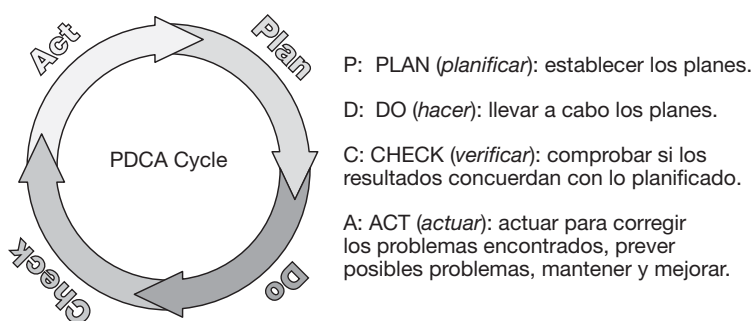 Act
Plan
PDCA Cycle
Do
Check
P: PLAN (planificar): establecer los planes.
D: DO (hacer): llevar a cabo los planes.
C: CHECK (verificar): comprobar si los
resultados concuerdan con lo planificado.
A: ACT (actuar): actuar para corregir
los problemas encontrados, prever
posibles problemas, mantener y mejorar.